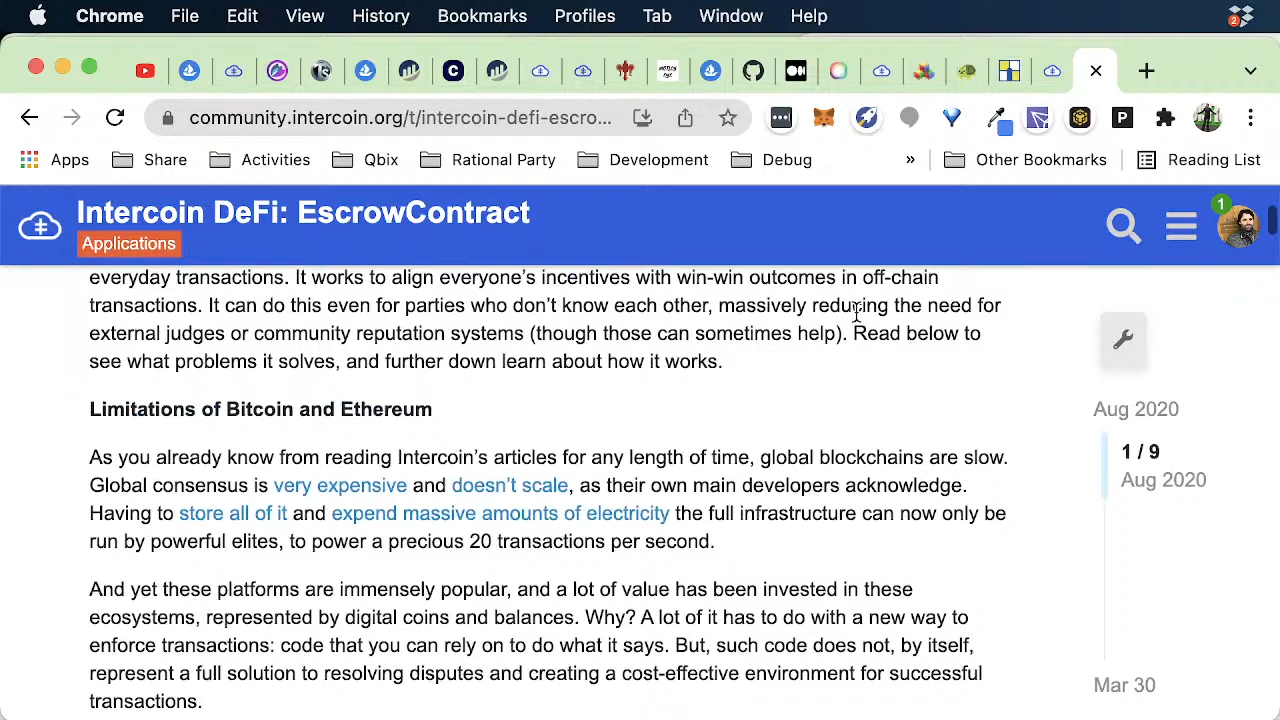 Chrome File Edit View History Bookmarks Profiles Tab Window Help
2
community.intercoin.org/t/intercoin-defi-escro...
P
Apps Share Activities Qbix Rational Party Development Debug » Other Bookmarks Reading List
Intercoin DeFi: EscrowContract
1
Applications
everyday transactions. It works to align everyone's incentives with win-win outcomes in off-chain
transactions. It can do this even for parties who don't know each other, massively reducing the need for
external judges or community reputation systems (though those can sometimes help). Read below to
see what problems it solves, and further down learn about how it works.
Limitations of Bitcoin and Ethereum
As you already know from reading Intercoin's articles for any length of time, global blockchains are slow.
Global consensus is very expensive and doesn't scale, as their own main developers acknowledge.
Having to store all of it and expend massive amounts of electricity the full infrastructure can now only be
run by powerful elites, to power a precious 20 transactions per second.
And yet these platforms are immensely popular, and a lot of value has been invested in these
ecosystems, represented by digital coins and balances. Why? A lot of it has to do with a new way to
enforce transactions: code that you can rely on to do what it says. But, such code does not, by itself,
represent a full solution to resolving disputes and creating a cost-effective environment for successful
transactions.
Aug 2020
1 / 9
Aug 2020
Mar 30